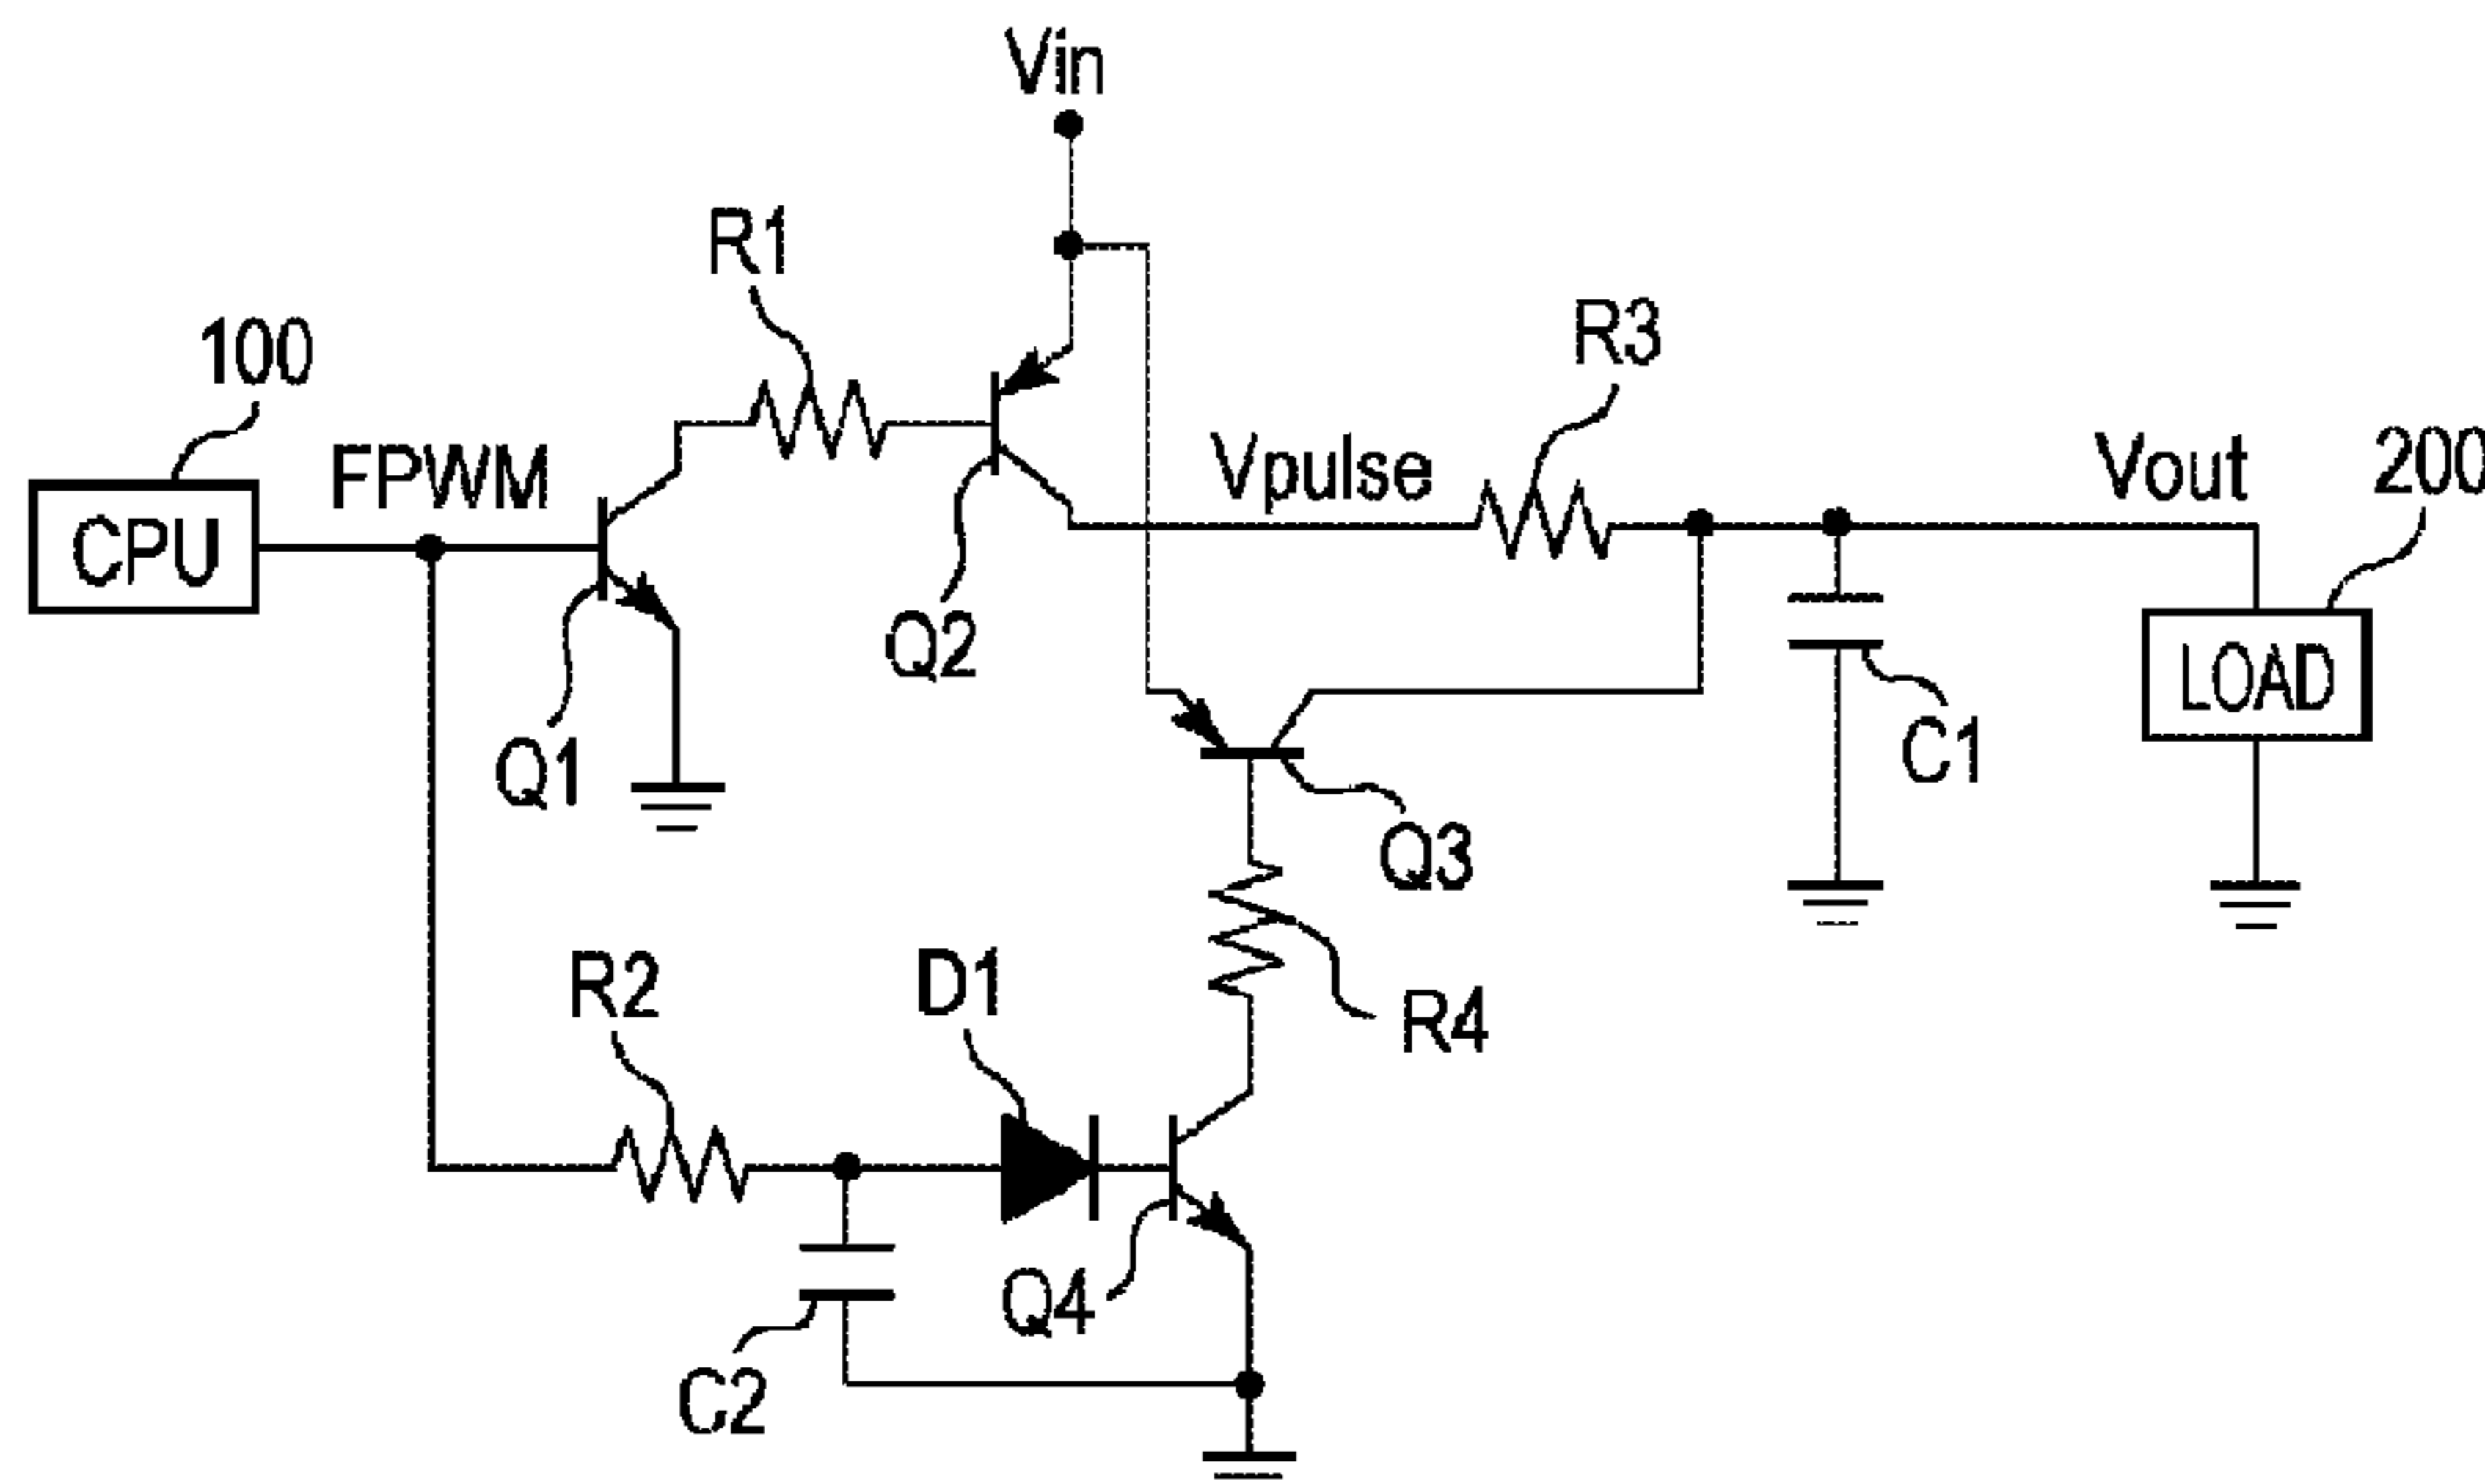 Vin
R1
R3
100
FPWM
Vpulse
Vout
200
CPU
Q2
LOAD
Q1
C1
Q3
R2
D1
R4
Q4
C2